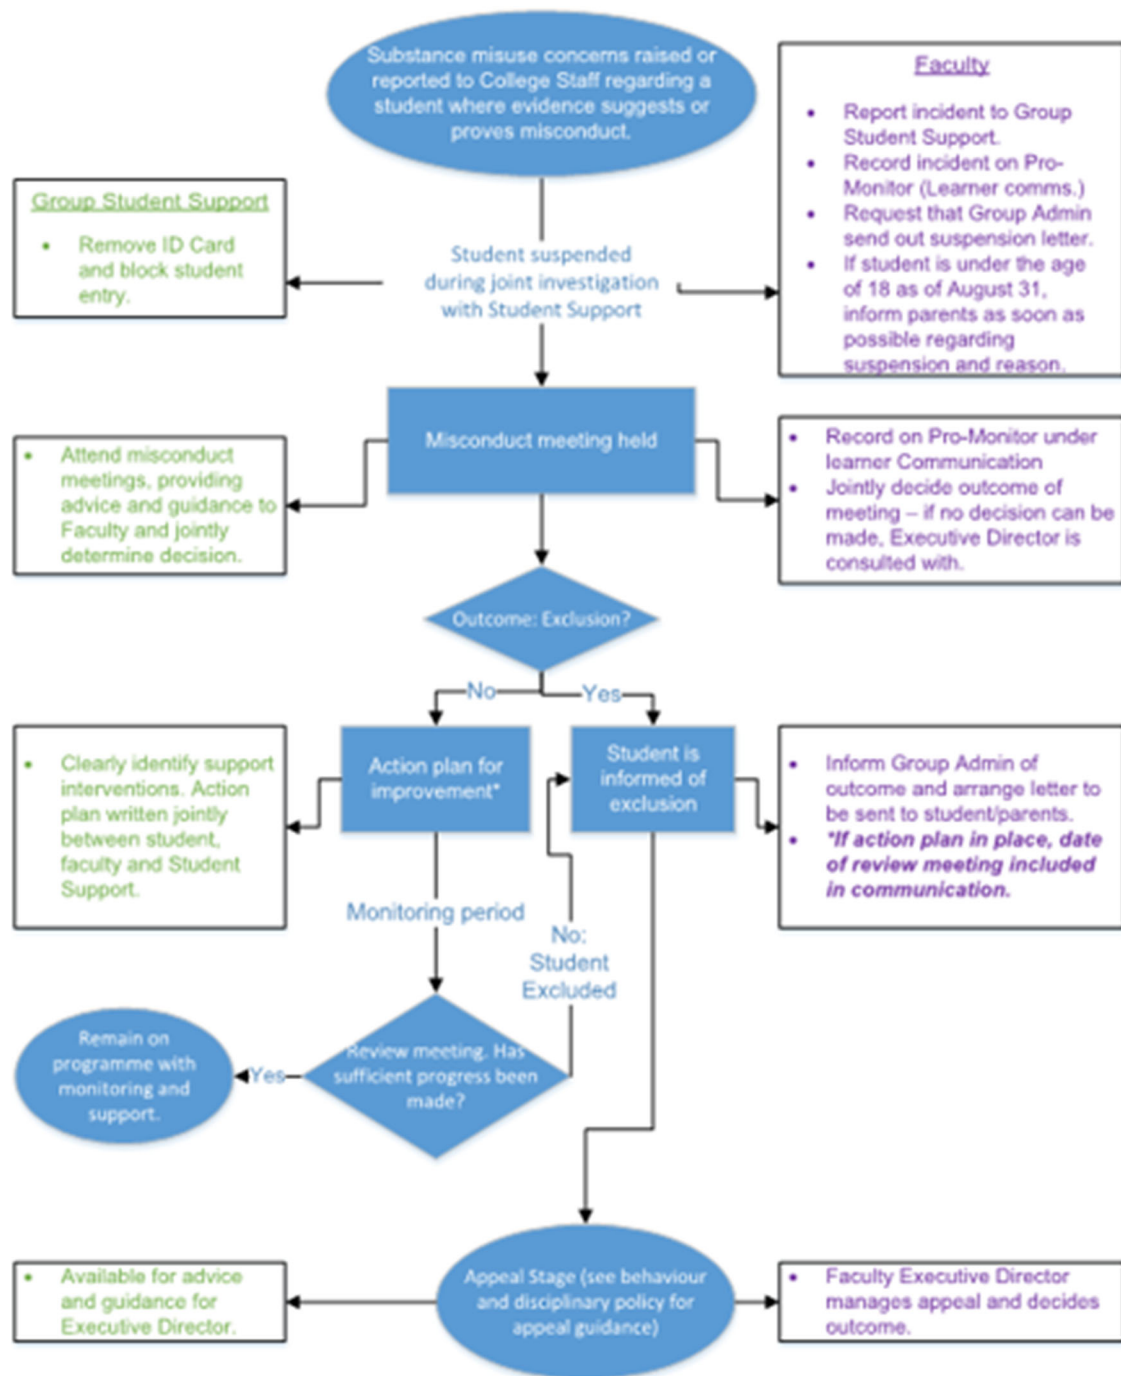 Substance misuse concerns raised or
reported to College Staff regarding a
student where evidence suggests or
proves misconduct.
Faculty
• Report incident to Group
Student Support.
• Record incident on Pro-
Monitor (Learner comms.)
• Request that Group Admin
send out suspension letter.
• If student is under the age
of 18 as of August 31,
inform parents as soon as
possible regarding
suspension and reason.
Group Student Support
• Remove ID Card
and block student
entry.
Student suspended
during joint investigation
with Student Support
Misconduct meeting held
• Attend misconduct
meetings, providing
advice and guidance to
Faculty and jointly
determine decision.
• Record on Pro-Monitor under
learner Communication
• Jointly decide outcome of
meeting – if no decision can be
made, Executive Director is
consulted with.
Outcome: Exclusion?
No
Yes
• Clearly identify support
interventions. Action
plan written jointly
between student,
faculty and Student
Support.
Action plan for
improvement*
Student is
informed of
exclusion
• Inform Group Admin of
outcome and arrange letter to
be sent to student/parents.
• *If action plan in place, date
of review meeting included
in communication.
Monitoring period
No:
Student
Excluded
Remain on
programme with
monitoring and
support.
Yes
Review meeting. Has
sufficient progress been
made?
• Available for advice
and guidance for
Executive Director.
Appeal Stage (see behaviour
and disciplinary policy for
appeal guidance)
• Faculty Executive Director
manages appeal and decides
outcome.